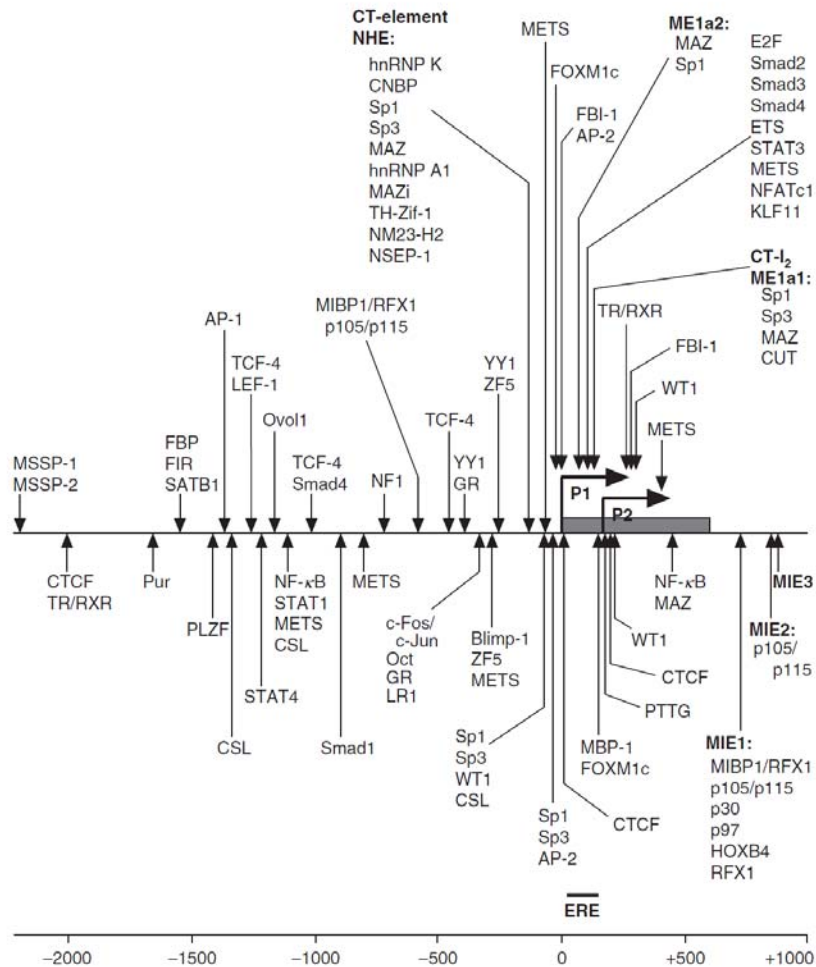 CT-element
NHE:
hnRNP K
CNBP
Sp1
Sp3
MAZ
hnRNP A1
MAZi
TH-Zif-1
NM23-H2
NSEP-1
METS
FOXM1c
FBI-1
AP-2
ME1a2:
MAZ
Sp1
E2F
Smad2
Smad3
Smad4
ETS
STAT3
METS
NFATc1
KLF11
CT-I₂
ME1a1:
Sp1
Sp3
MAZ
CUT
MIBP1/RFX1
p105/p115
TR/RXR
FBI-1
WT1
METS
AP-1
TCF-4
LEF-1
YY1
ZF5
Ovol1
TCF-4
FBP
FIR
SATB1
MSSP-1
MSSP-2
TCF-4
Smad4
NF1
YY1
GR
P1
P2
CTCF
TR/RXR
Pur
PLZF
CSL
STAT4
NF-κB
STAT1
METS
CSL
Smad1
METS
c-Fos/
c-Jun
Oct
GR
LR1
Blimp-1
ZF5
METS
Sp1
Sp3
WT1
CSL
Sp1
Sp3
AP-2
CTCF
MBP-1
FOXM1c
PTTG
CTCF
WT1
NF-κB
MAZ
MIE3
MIE2:
p105/
p115
MIE1:
MIBP1/RFX1
p105/p115
p30
p97
HOXB4
RFX1
ERE
−2000 −1500 −1000 −500 0 +500 +1000